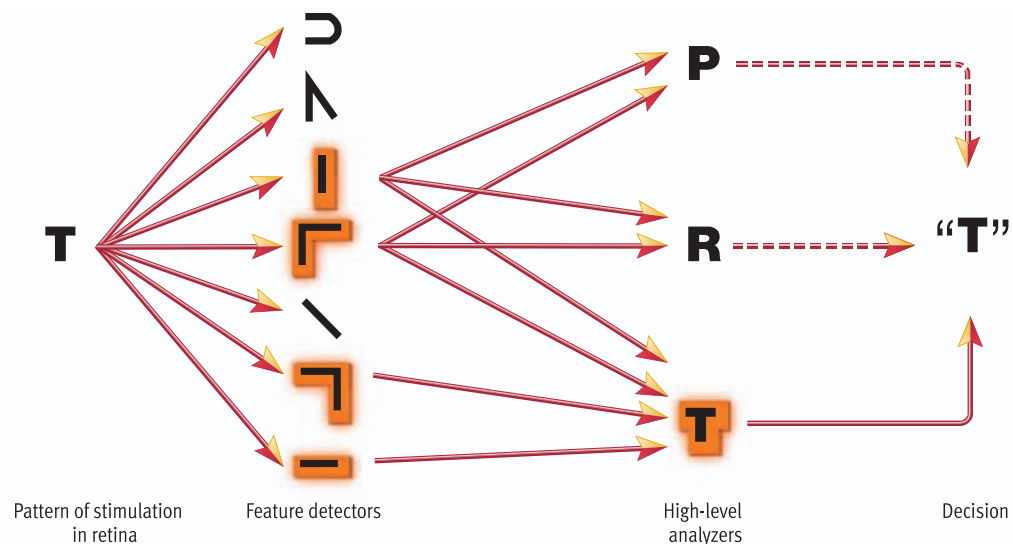 P
T
R
“T”
T
Pattern of stimulation
in retina
Feature detectors
High-level
analyzers
Decision